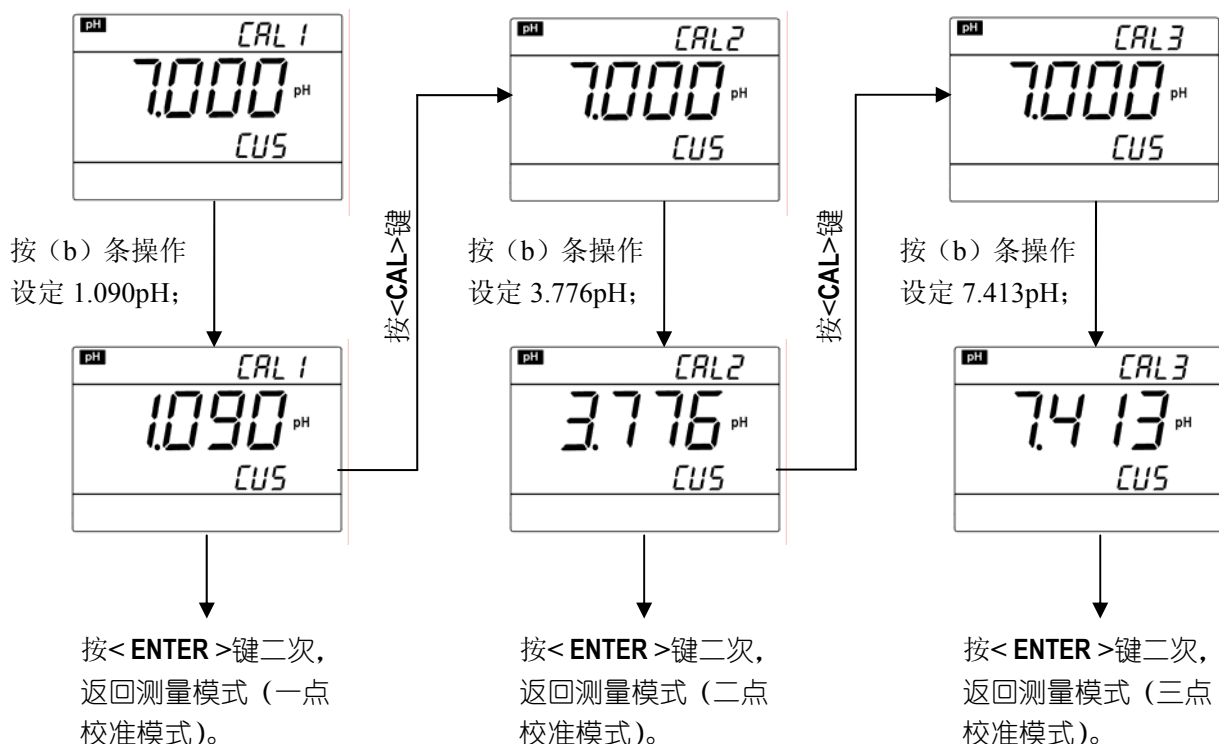 pH CAL 1
7.000 pH
CUS
pH CAL2
7.000 pH
CUS
pH CAL3
7.000 pH
CUS
按（b）条操作
设定 1.090pH；
按<CAL>键
按（b）条操作
设定 3.776pH；
按<CAL>键
按（b）条操作
设定 7.413pH；
pH CAL 1
1.090 pH
CUS
pH CAL2
3.776 pH
CUS
pH CAL3
7.413 pH
CUS
按< ENTER >键二次，
返回测量模式（一点
校准模式）。
按< ENTER >键二次，
返回测量模式（二点
校准模式）。
按< ENTER >键二次，
返回测量模式（三点
校准模式）。